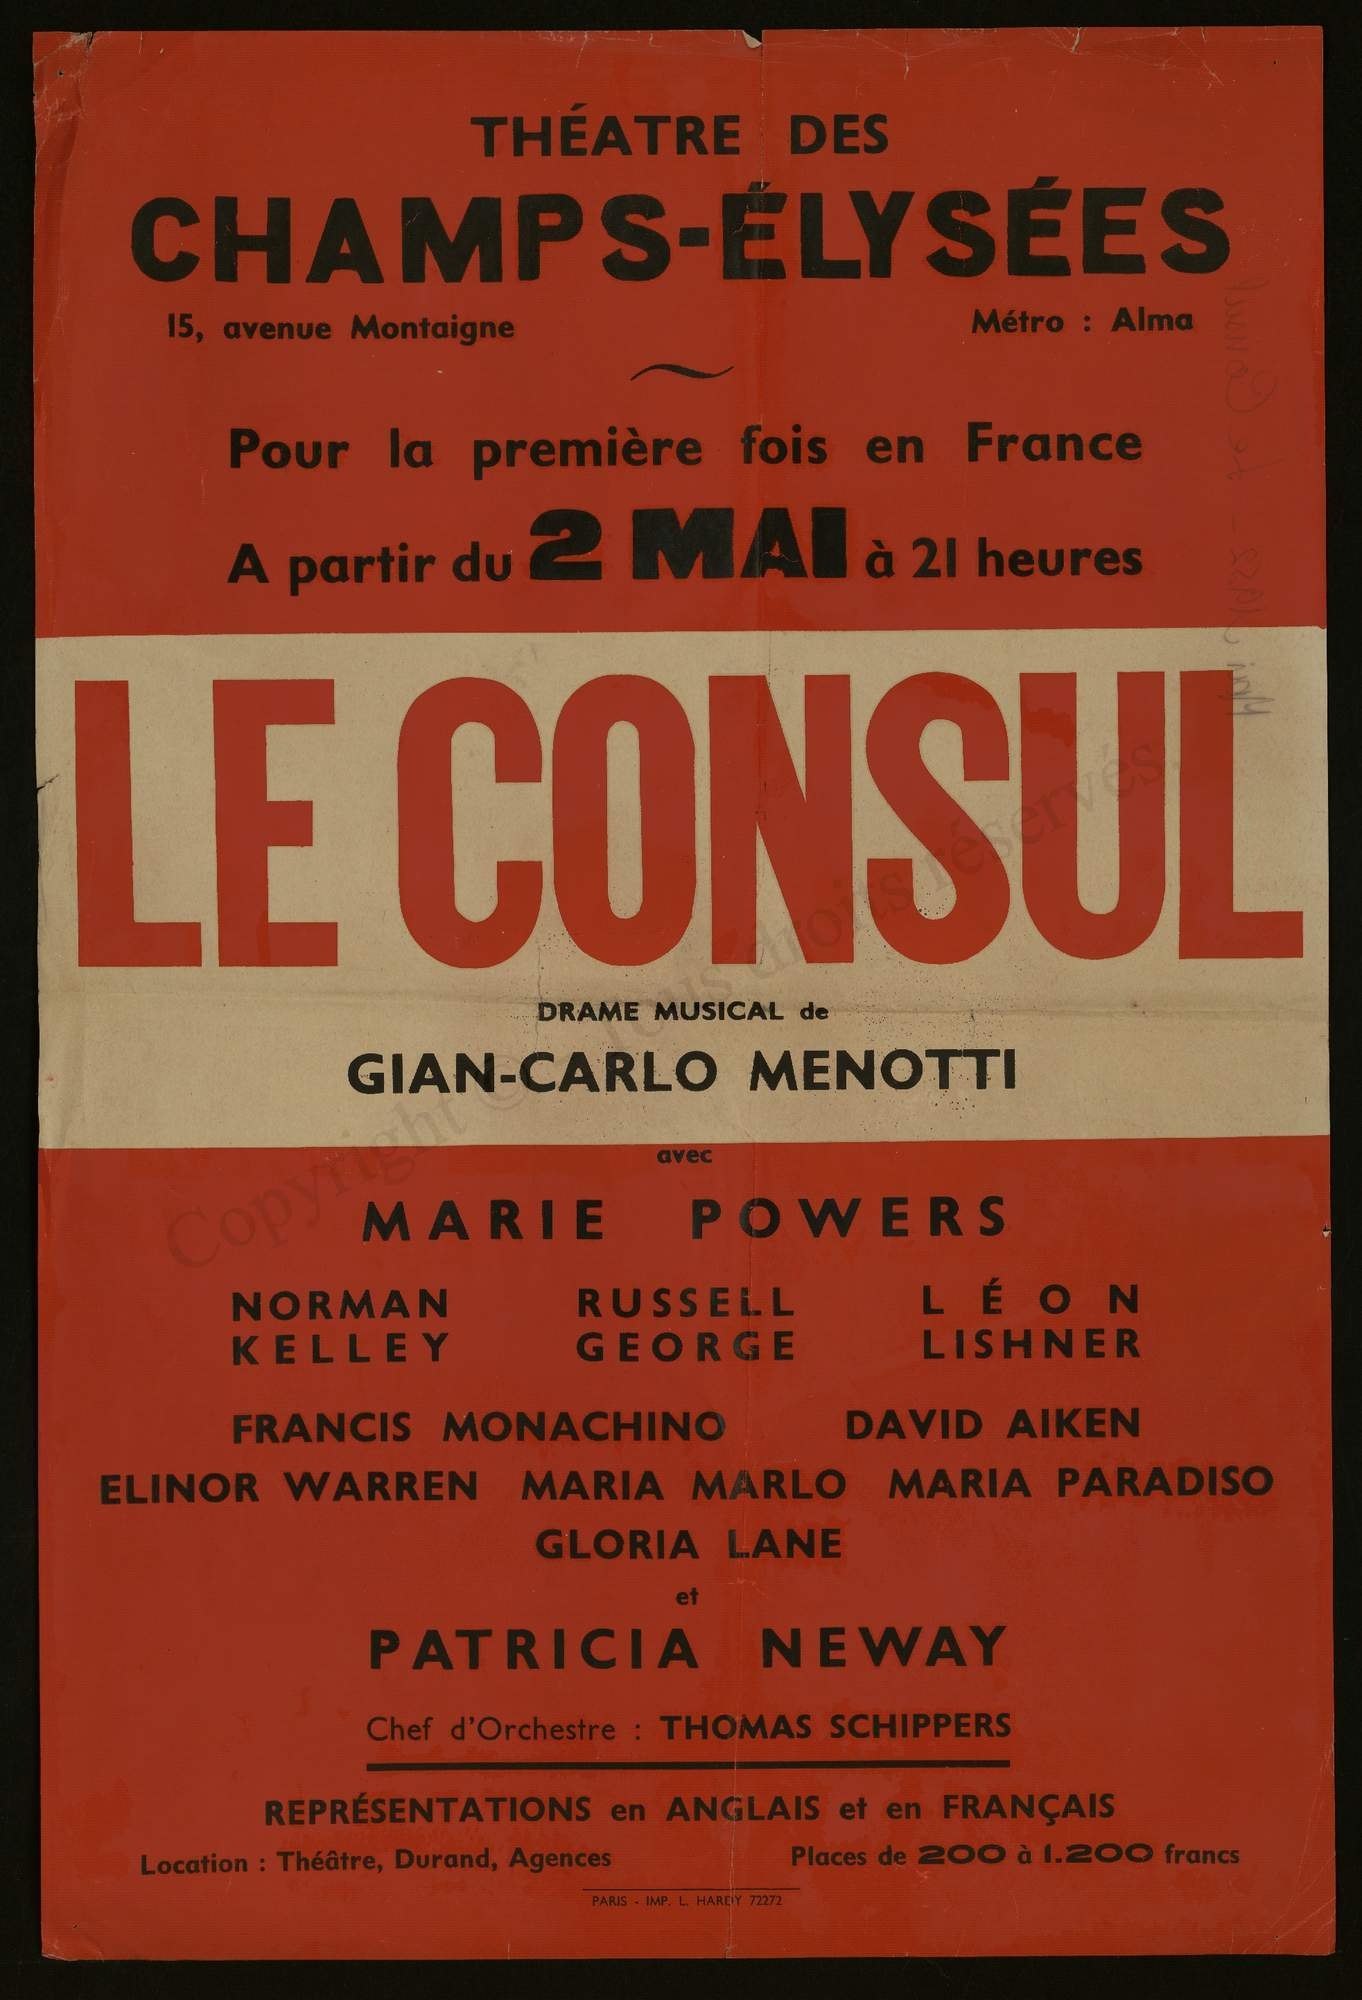 THÉATRE DES
CHAMPS-ÉLYSÉES
15, avenue Montaigne Métro : Alma
Pour la première fois en France
A partir du 2 MAI à 21 heures
LE CONSUL
DRAME MUSICAL de
GIAN-CARLO MENOTTI
avec
MARIE POWERS
NORMAN KELLEY
RUSSELL GEORGE
LÉON LISHNER
FRANCIS MONACHINO DAVID AIKEN
ELINOR WARREN MARIA MARLO MARIA PARADISO
GLORIA LANE
et
PATRICIA NEWAY
Chef d'Orchestre : THOMAS SCHIPPERS
REPRÉSENTATIONS en ANGLAIS et en FRANÇAIS
Location : Théâtre, Durand, Agences Places de 200 à 1.200 francs
PARIS - IMP. L. HARDY 72272
Copyright © Tous droits réservés.